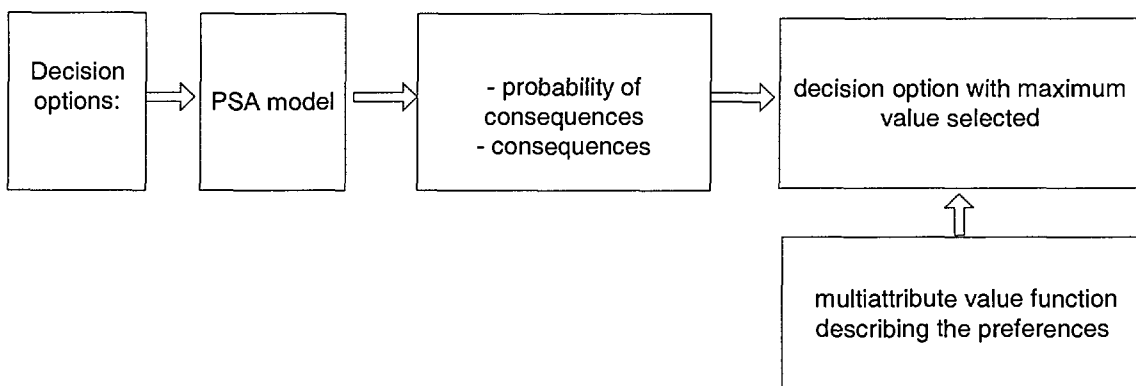 Decision
options:
PSA model
- probability of
consequences
- consequences
decision option with maximum
value selected
multiattribute value function
describing the preferences